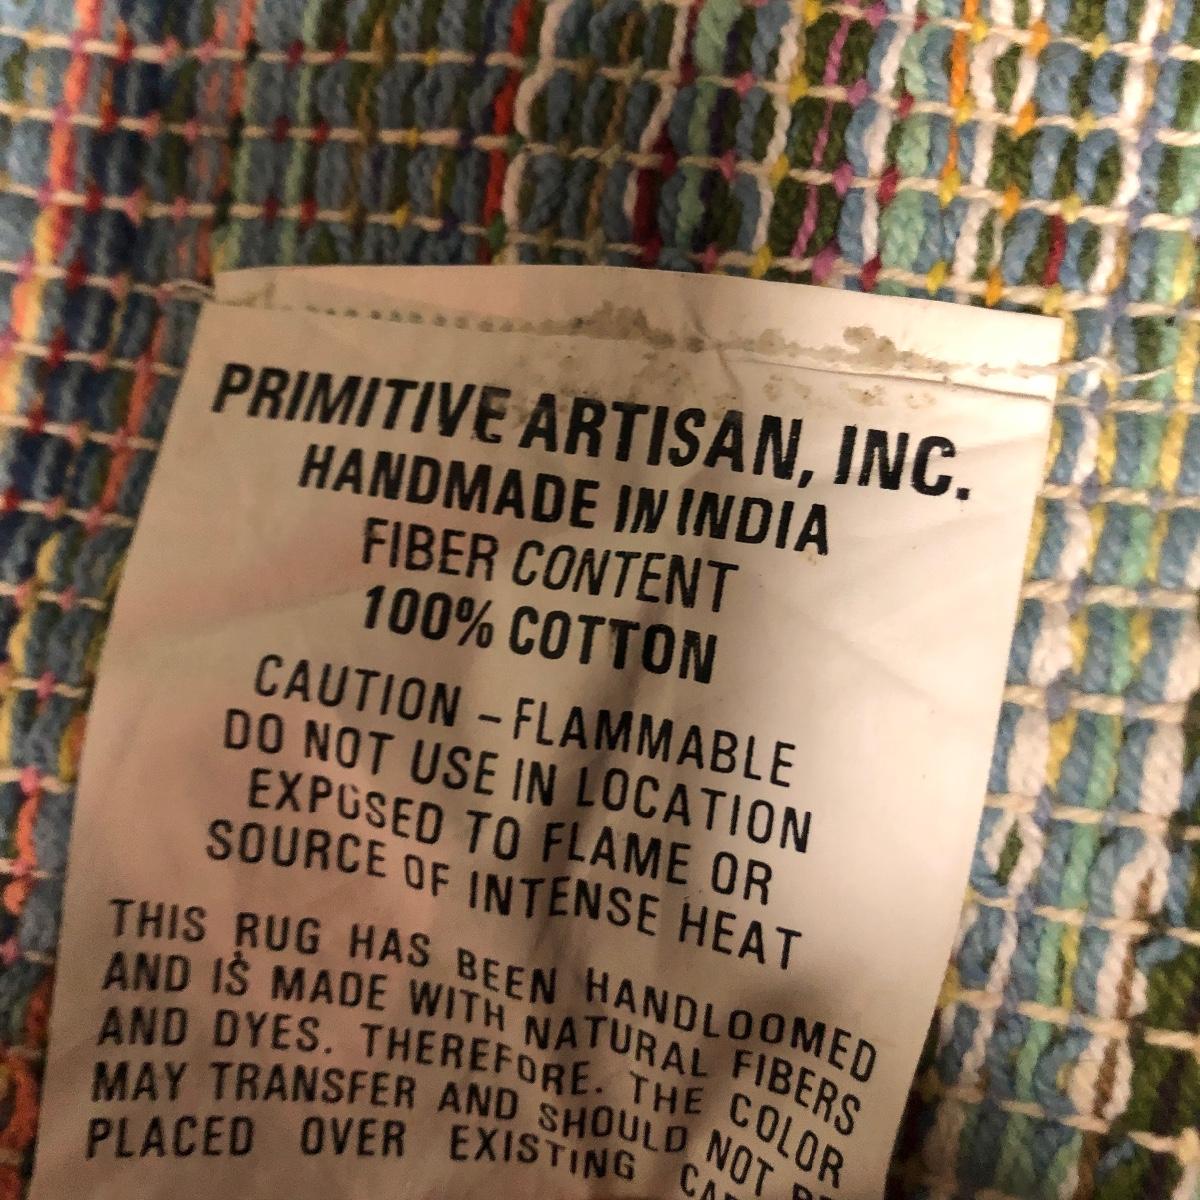 PRIMITIVE ARTISAN, INC.
HANDMADE IN INDIA
FIBER CONTENT
100% COTTON
CAUTION – FLAMMABLE
DO NOT USE IN LOCATION
EXPOSED TO FLAME OR
SOURCE OF INTENSE HEAT
THIS RUG HAS BEEN HANDLOOMED
AND IS MADE WITH NATURAL FIBERS
AND DYES. THEREFORE. THE COLOR
MAY TRANSFER AND SHOULD NOT
PLACED OVER EXISTING